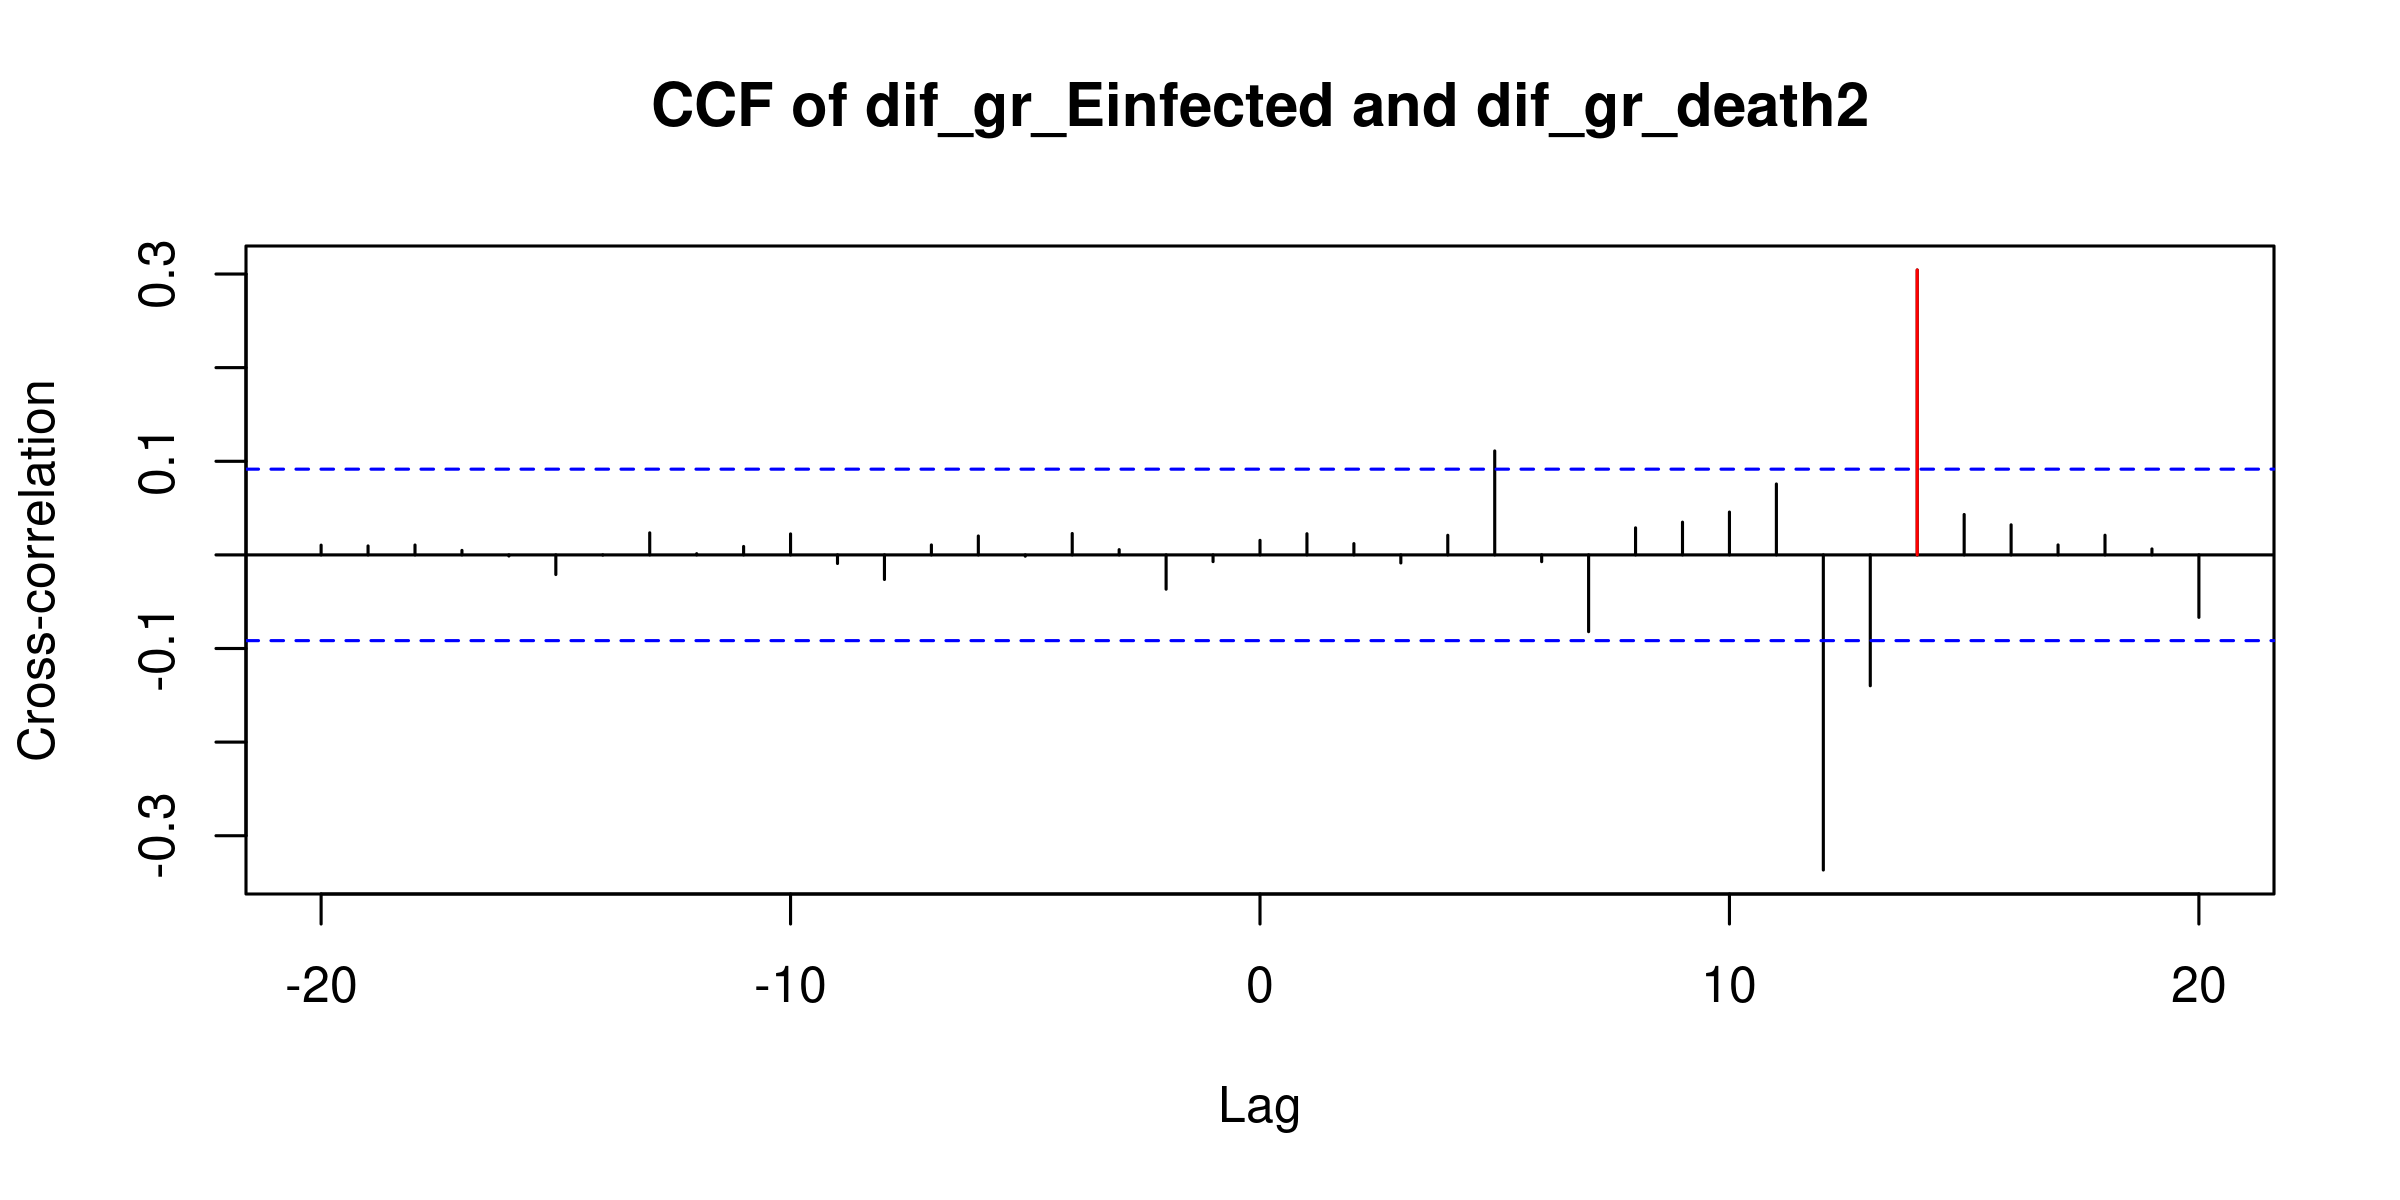 CCF of dif_gr_Einfected and dif_gr_death2
0.3
0.1
-0.1
-0.3
Cross-correlation
-20 -10 0 10 20
Lag